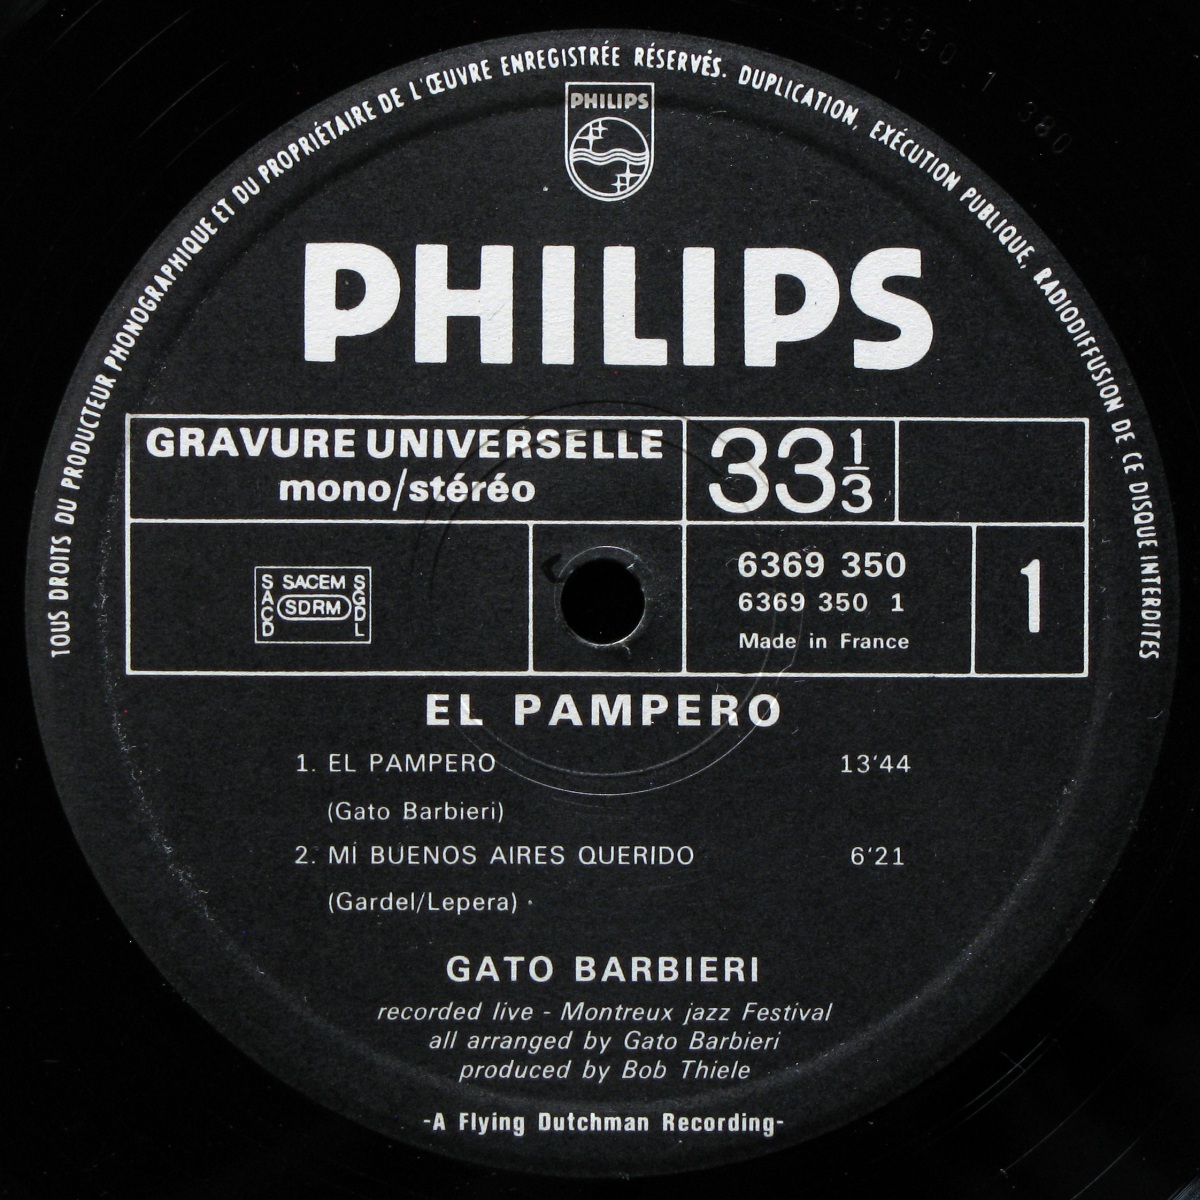 TOUS DROITS DU PRODUCTEUR PHONOGRAPHIQUE ET DU PROPRIÉTAIRE DE L'ŒUVRE ENREGISTRÉE RÉSERVÉS. DUPLICATION, EXÉCUTION PUBLIQUE, RADIODIFFUSION DE CE DISQUE INTERDITES
PHILIPS
PHILIPS
GRAVURE UNIVERSELLE
mono/stéréo
33 1/3
SACEM
SACD
SDRM
SGDL
6369 350
6369 350 1
Made in France
1
EL PAMPERO
1. EL PAMPERO 13'44
(Gato Barbieri)
2. MI BUENOS AIRES QUERIDO 6'21
(Gardel/Lepera)
GATO BARBIERI
recorded live - Montreux jazz Festival
all arranged by Gato Barbieri
produced by Bob Thiele
-A Flying Dutchman Recording-